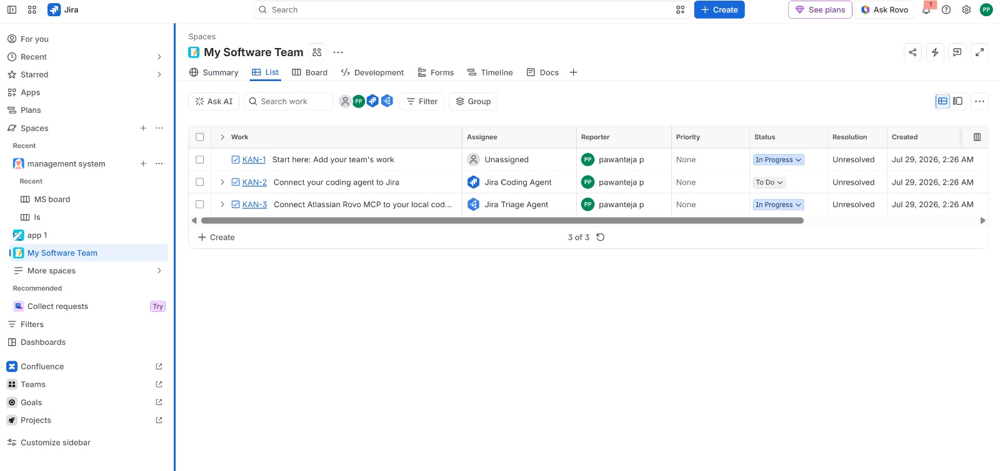 Jira
Search
Create
See plans
Ask Rovo
1
PP
For you
Recent
Starred
Apps
Plans
Spaces
Recent
management system
Recent
MS board
ls
app 1
My Software Team
More spaces
Recommended
Collect requests Try
Filters
Dashboards
Confluence
Teams
Goals
Projects
Customize sidebar
Spaces
My Software Team
Summary List Board Development Forms Timeline Docs
Ask AI Search work PP Filter Group
Work Assignee Reporter Priority Status Resolution Created
KAN-1 Start here: Add your team's work Unassigned PP pawanteja p None In Progress Unresolved Jul 29, 2026, 2:26 AM
KAN-2 Connect your coding agent to Jira Jira Coding Agent PP pawanteja p None To Do Unresolved Jul 29, 2026, 2:26 AM
KAN-3 Connect Atlassian Rovo MCP to your local cod... Jira Triage Agent PP pawanteja p None In Progress Unresolved Jul 29, 2026, 2:26 AM
Create 3 of 3